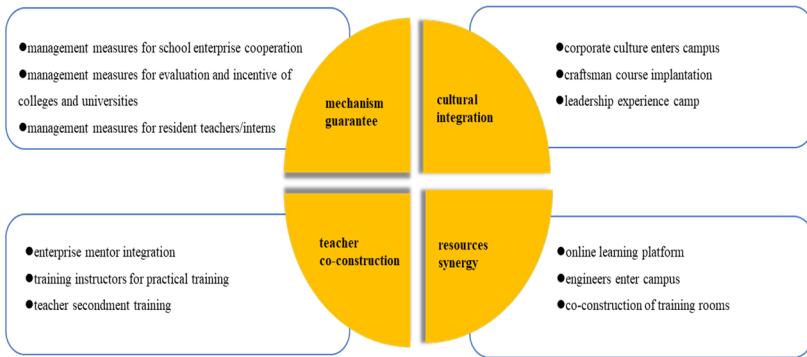 ●management measures for school enterprise cooperation
●management measures for evaluation and incentive of
colleges and universities
●management measures for resident teachers/interns
mechanism
guarantee
cultural
integration
●corporate culture enters campus
●craftsman course implantation
●leadership experience camp
●enterprise mentor integration
●training instructors for practical training
●teacher secondment training
teacher
co-construction
resources
synergy
●online learning platform
●engineers enter campus
●co-construction of training rooms